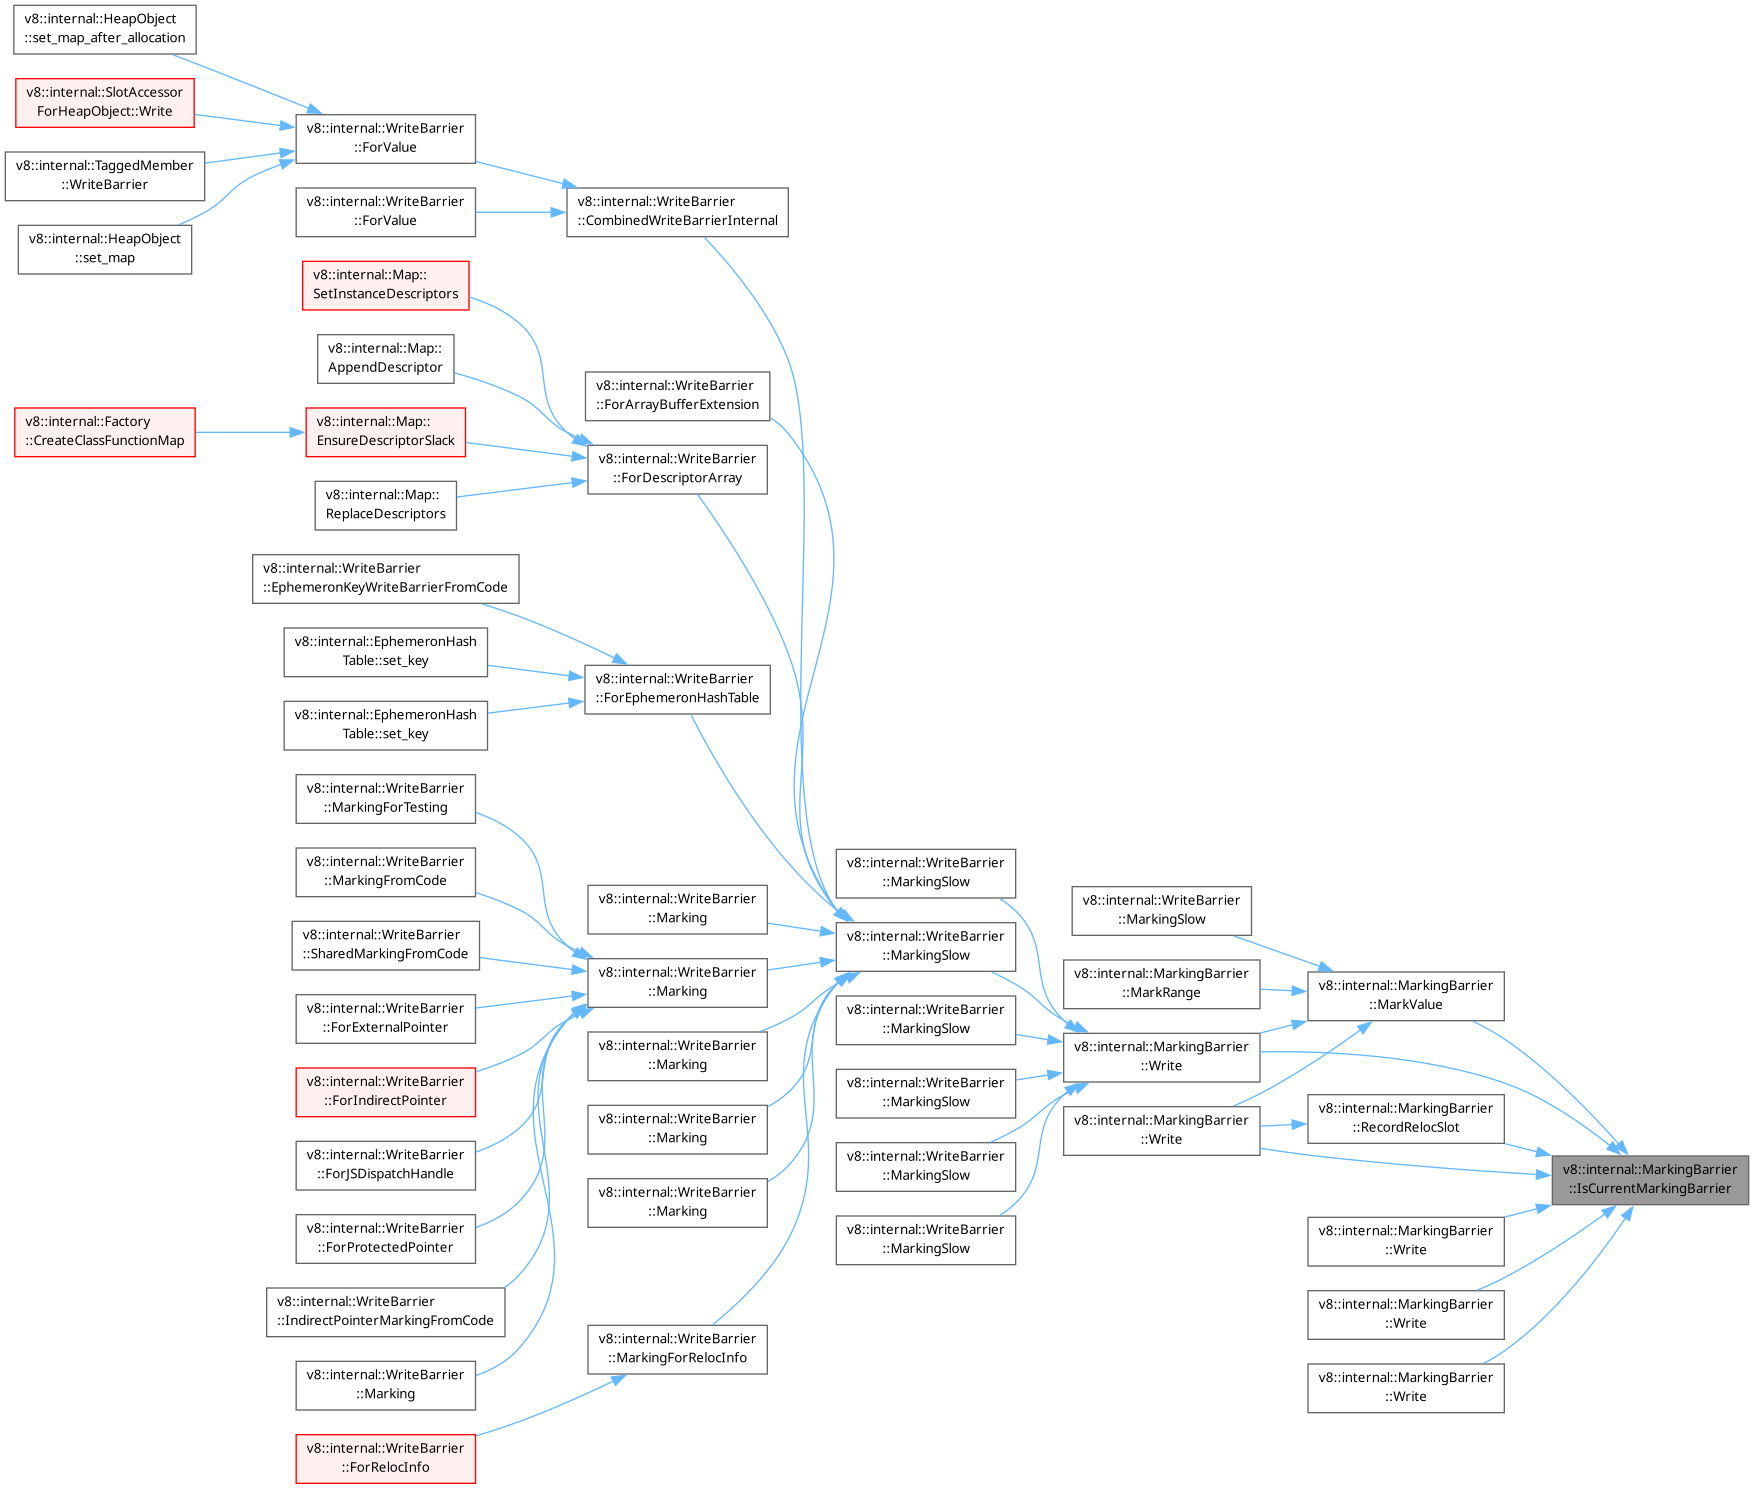 v8::internal::HeapObject
::set_map_after_allocation
v8::internal::SlotAccessor
ForHeapObject::Write
v8::internal::TaggedMember
::WriteBarrier
v8::internal::HeapObject
::set_map
v8::internal::Factory
::CreateClassFunctionMap
v8::internal::WriteBarrier
::ForValue
v8::internal::WriteBarrier
::ForValue
v8::internal::Map::
SetInstanceDescriptors
v8::internal::Map::
AppendDescriptor
v8::internal::Map::
EnsureDescriptorSlack
v8::internal::Map::
ReplaceDescriptors
v8::internal::WriteBarrier
::EphemeronKeyWriteBarrierFromCode
v8::internal::EphemeronHash
Table::set_key
v8::internal::EphemeronHash
Table::set_key
v8::internal::WriteBarrier
::MarkingForTesting
v8::internal::WriteBarrier
::MarkingFromCode
v8::internal::WriteBarrier
::SharedMarkingFromCode
v8::internal::WriteBarrier
::ForExternalPointer
v8::internal::WriteBarrier
::ForIndirectPointer
v8::internal::WriteBarrier
::ForJSDispatchHandle
v8::internal::WriteBarrier
::ForProtectedPointer
v8::internal::WriteBarrier
::IndirectPointerMarkingFromCode
v8::internal::WriteBarrier
::Marking
v8::internal::WriteBarrier
::ForRelocInfo
v8::internal::WriteBarrier
::CombinedWriteBarrierInternal
v8::internal::WriteBarrier
::ForArrayBufferExtension
v8::internal::WriteBarrier
::ForDescriptorArray
v8::internal::WriteBarrier
::ForEphemeronHashTable
v8::internal::WriteBarrier
::Marking
v8::internal::WriteBarrier
::Marking
v8::internal::WriteBarrier
::Marking
v8::internal::WriteBarrier
::Marking
v8::internal::WriteBarrier
::Marking
v8::internal::WriteBarrier
::MarkingForRelocInfo
v8::internal::WriteBarrier
::MarkingSlow
v8::internal::WriteBarrier
::MarkingSlow
v8::internal::WriteBarrier
::MarkingSlow
v8::internal::WriteBarrier
::MarkingSlow
v8::internal::WriteBarrier
::MarkingSlow
v8::internal::WriteBarrier
::MarkingSlow
v8::internal::WriteBarrier
::MarkingSlow
v8::internal::MarkingBarrier
::MarkRange
v8::internal::MarkingBarrier
::Write
v8::internal::MarkingBarrier
::Write
v8::internal::MarkingBarrier
::MarkValue
v8::internal::MarkingBarrier
::RecordRelocSlot
v8::internal::MarkingBarrier
::Write
v8::internal::MarkingBarrier
::Write
v8::internal::MarkingBarrier
::Write
v8::internal::MarkingBarrier
::IsCurrentMarkingBarrier